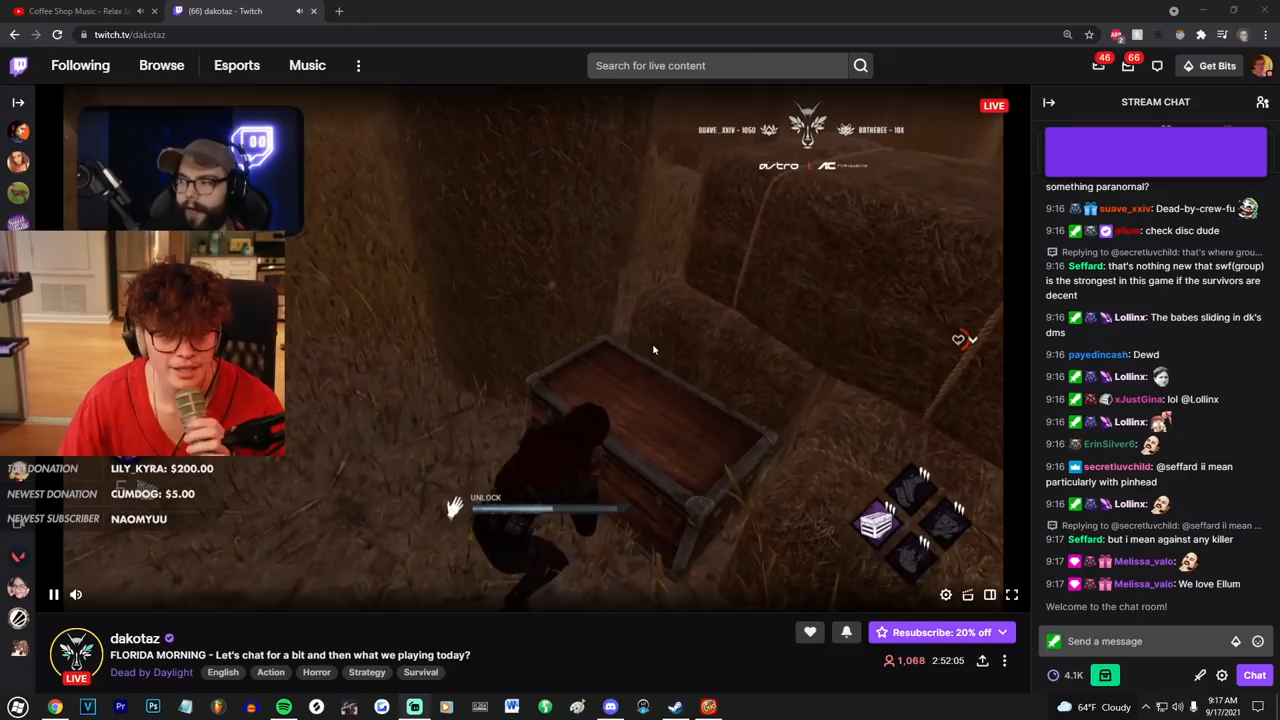 Coffee Shop Music - Relax Ja
(66) dakotaz - Twitch
twitch.tv/dakotaz
Following
Browse
Esports
Music
Search for live content
46
66
Get Bits
LIVE
SUAVE_XXIV - 1050
BBTHEBEE - 10X
astro
AC
STREAM CHAT
something paranormal?
9:16 suave_xxiv: Dead-by-crew-fu
9:16 ellum: check disc dude
Replying to @secretluvchild: that's where grou...
9:16 Seffard: that's nothing new that swf(group)
is the strongest in this game if the survivors are
decent
9:16 Lollinx: The babes sliding in dk's
dms
9:16 payedincash: Dewd
9:16 Lollinx:
9:16 xJustGina: lol @Lollinx
9:16 Lollinx:
9:16 ErinSilver6:
9:16 secretluvchild: @seffard ii mean
particularly with pinhead
9:16 Lollinx:
Replying to @secretluvchild: @seffard ii mean ...
9:17 Seffard: but i mean against any killer
9:17 Melissa_valo:
9:17 Melissa_valo: We love Ellum
Welcome to the chat room!
Send a message
4.1K
Chat
TOP DONATION LILY_KYRA: $200.00
NEWEST DONATION CUMDOG: $5.00
NEWEST SUBSCRIBER NAOMYUU
UNLOCK
dakotaz
FLORIDA MORNING - Let's chat for a bit and then what we playing today?
Dead by Daylight English Action Horror Strategy Survival
LIVE
Resubscribe: 20% off
1,068 2:52:05
64°F Cloudy
9:17 AM
9/17/2021